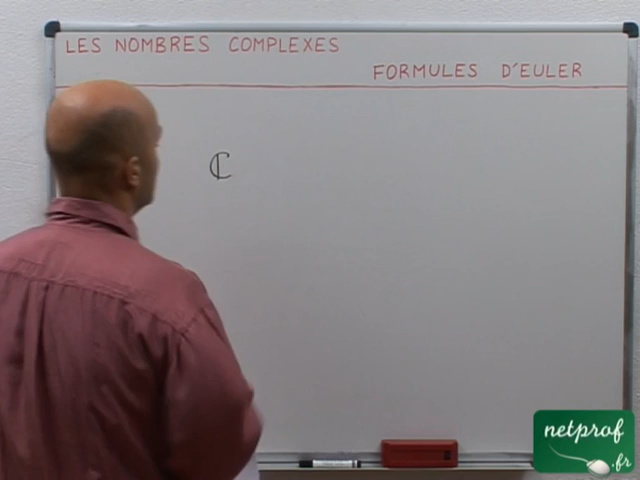 LES NOMBRES COMPLEXES
FORMULES D'EULER
ℂ
netprof
.fr